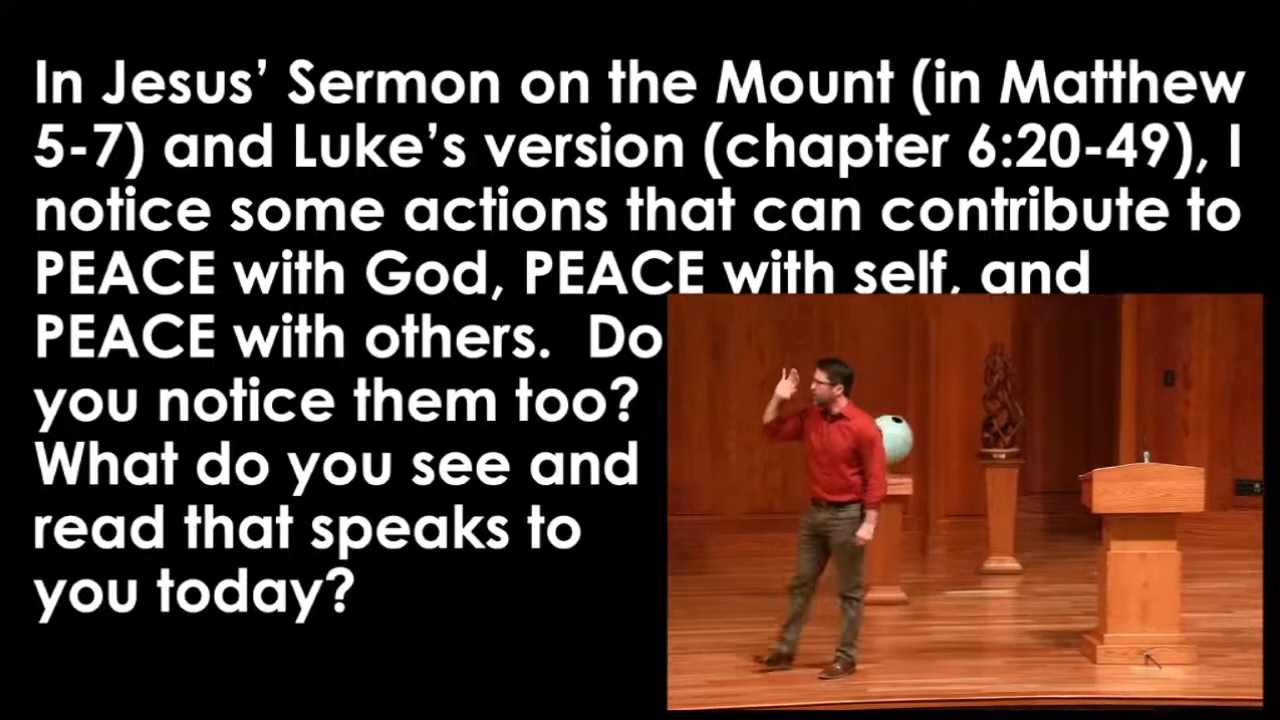 In Jesus’ Sermon on the Mount (in Matthew
5-7) and Luke’s version (chapter 6:20-49), I
notice some actions that can contribute to
PEACE with God, PEACE with self, and
PEACE with others.  Do
you notice them too?
What do you see and
read that speaks to
you today?